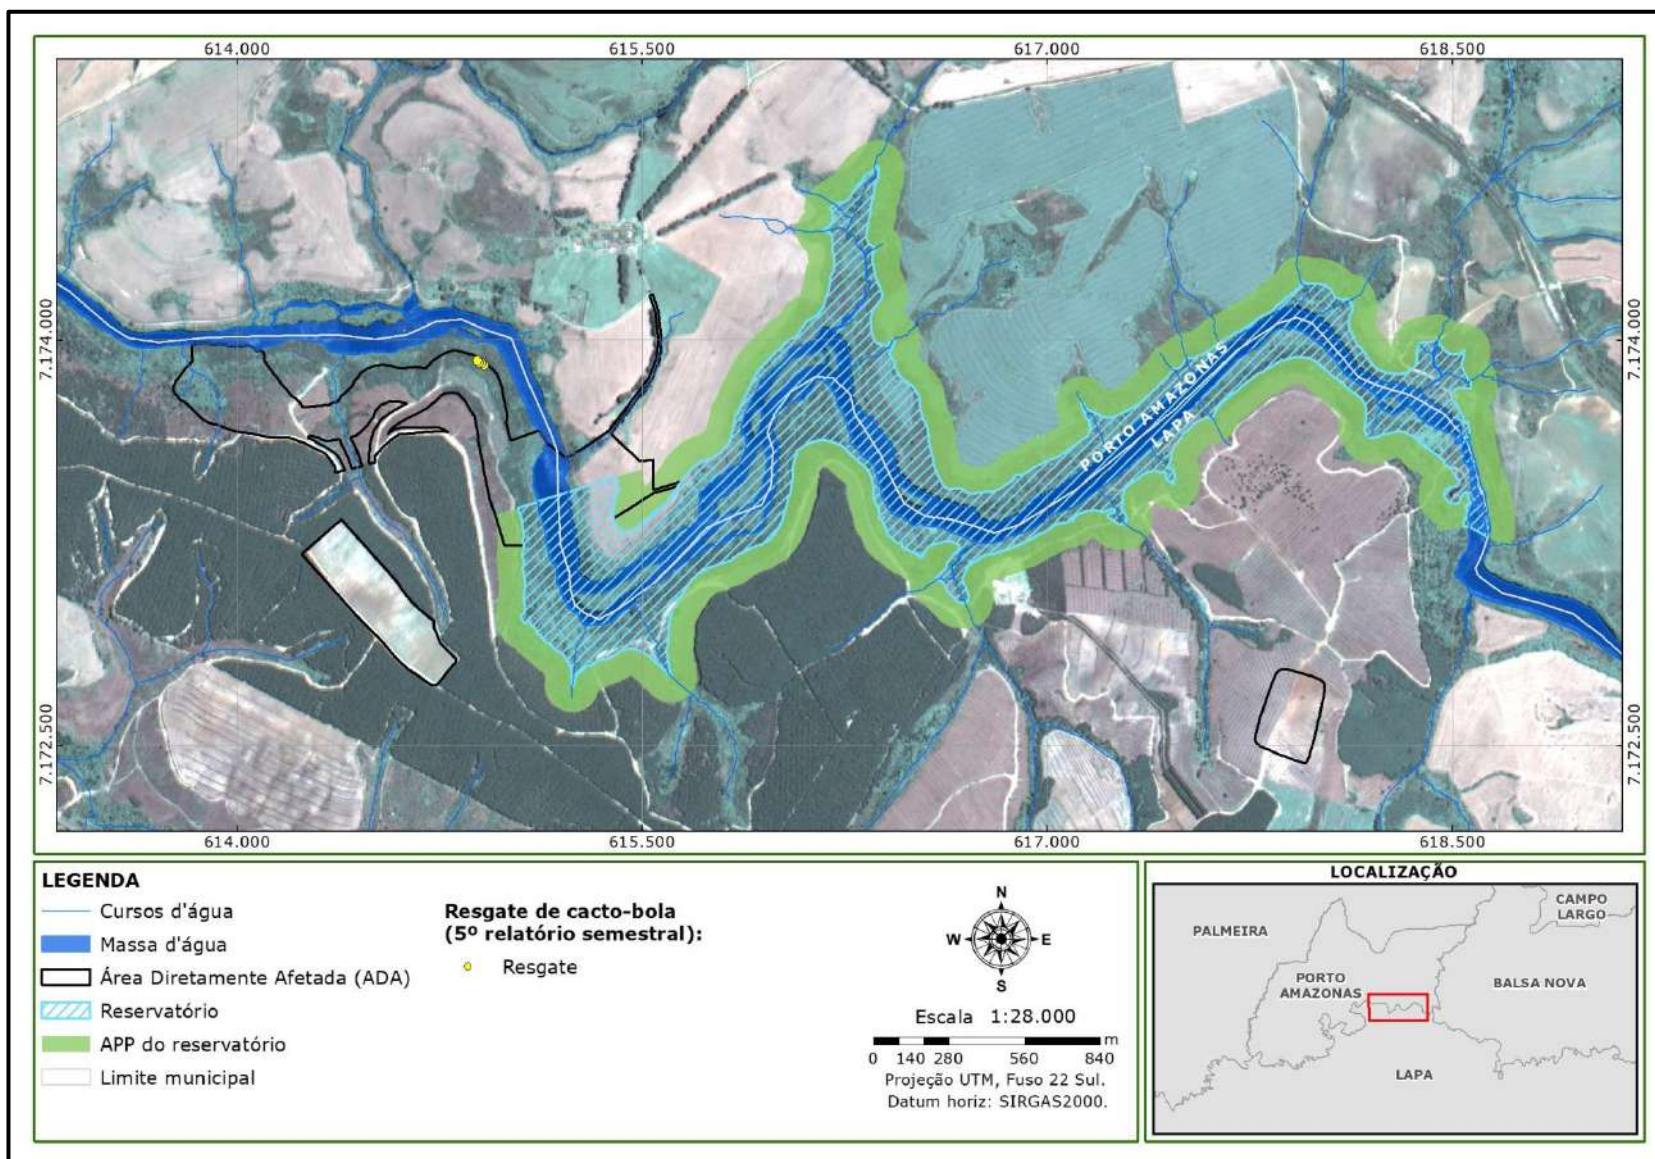 614.000 615.500 617.000 618.500
7.174.000
7.174.000
PORTO AMAZONAS
LAPA
7.172.500
7.172.500
614.000 615.500 617.000 618.500
LEGENDA
Cursos d'água
Massa d'água
Área Diretamente Afetada (ADA)
Reservatório
APP do reservatório
Limite municipal
Resgate de cacto-bola
(5º relatório semestral):
Resgate
N
W E
S
Escala 1:28.000
m
0 140 280 560 840
Projeção UTM, Fuso 22 Sul.
Datum horiz: SIRGAS2000.
LOCALIZAÇÃO
CAMPO
LARGO
PALMEIRA
PORTO
AMAZONAS
BALSA NOVA
LAPA